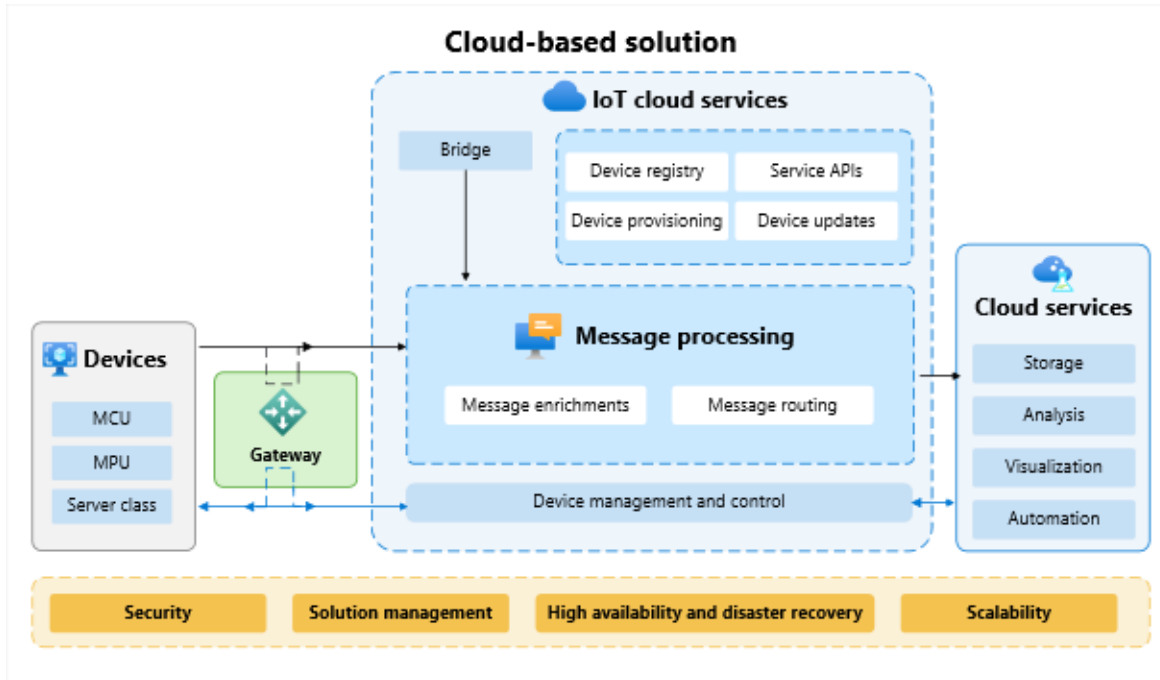 Cloud-based solution
IoT cloud services
Bridge
Device registry
Service APIs
Device provisioning
Device updates
Message processing
Message enrichments
Message routing
Device management and control
Devices
MCU
MPU
Server class
Gateway
Cloud services
Storage
Analysis
Visualization
Automation
Security
Solution management
High availability and disaster recovery
Scalability